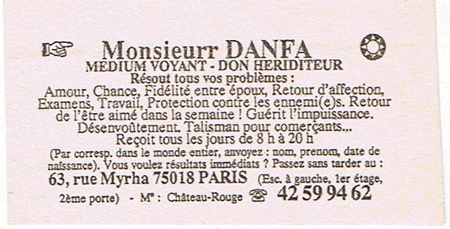 Monsieurr DANFA
MEDIUM VOYANT - DON HERIDITEUR
Résout tous vos problèmes :
Amour, Chance, Fidélité entre époux, Retour d'affection,
Examens, Travail, Protection contre les ennemi(e)s. Retour
de l'être aimé dans la semaine ! Guérit l'impuissance.
Désenvoûtement. Talisman pour comerçants...
Reçoit tous les jours de 8 h à 20 h
(Par corresp. dans le monde entier, anvoyez : nom, prenom, date de
naissance). Vous voulez résultats immédiats ? Passez sans tarder au :
63, rue Myrha 75018 PARIS (Esc. à gauche, 1er étage,
2ème porte) - M° : Château-Rouge ☎ 42 59 94 62